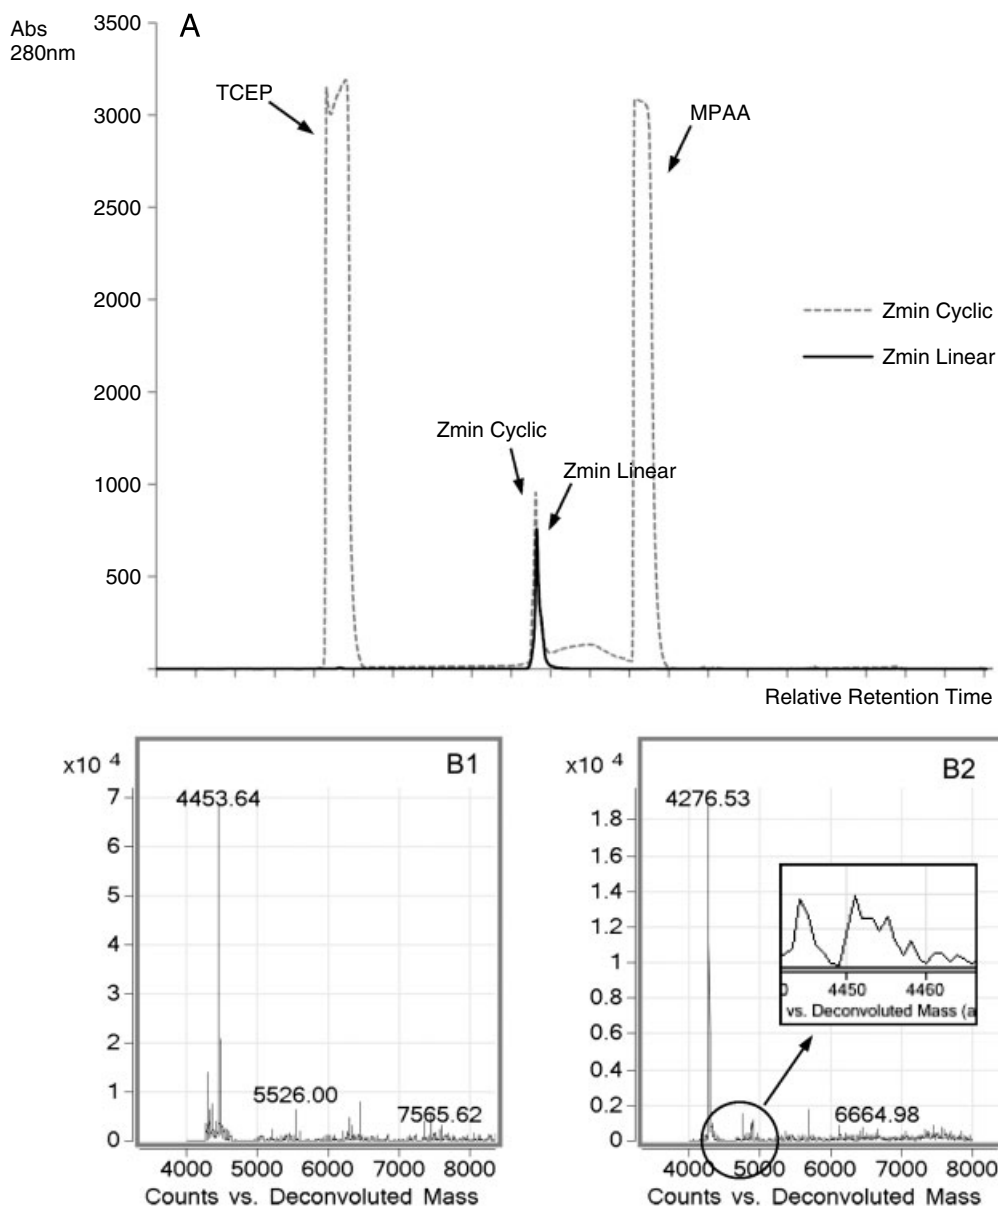 Abs
280nm
A
3500
3000
2500
2000
2000
1000
500
TCEP
MPAA
Zmin Cyclic
Zmin Linear
Zmin Cyclic
Zmin Linear
Relative Retention Time
x10 4
B1
4453.64
7
6
5
4
3
2
1
0
5526.00
7565.62
4000 5000 6000 7000 8000
Counts vs. Deconvoluted Mass
x10 4
B2
4276.53
1.8
1.6
1.4
1.2
1
0.8
0.6
0.4
0.2
0
0 4450 4460
vs. Deconvoluted Mass (a
6664.98
4000 5000 6000 7000 8000
Counts vs. Deconvoluted Mass